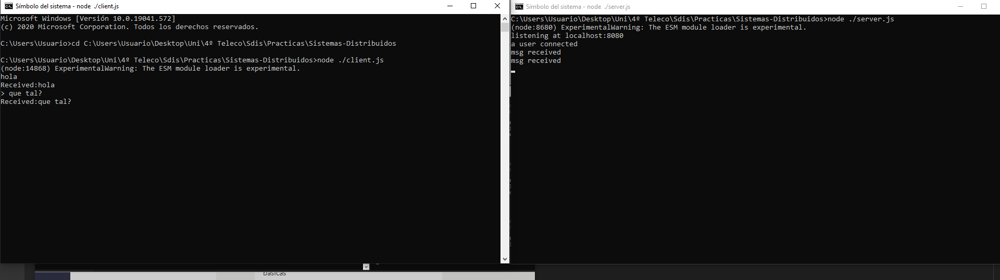 Símbolo del sistema - node ./client.js
Microsoft Windows [Versión 10.0.19041.572]
(c) 2020 Microsoft Corporation. Todos los derechos reservados.
C:\Users\Usuario>cd C:\Users\Usuario\Desktop\Uni\4º Teleco\Sdis\Practicas\Sistemas-Distribuidos
C:\Users\Usuario\Desktop\Uni\4º Teleco\Sdis\Practicas\Sistemas-Distribuidos>node ./client.js
(node:14868) ExperimentalWarning: The ESM module loader is experimental.
hola
Received:hola
> que tal?
Received:que tal?
Símbolo del sistema - node ./server.js
C:\Users\Usuario\Desktop\Uni\4º Teleco\Sdis\Practicas\Sistemas-Distribuidos>node ./server.js
(node:8680) ExperimentalWarning: The ESM module loader is experimental.
listening at localhost:8080
a user connected
msg received
msg received
basicas